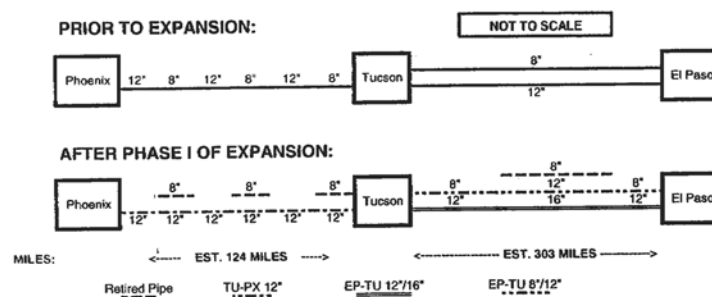 PRIOR TO EXPANSION:
NOT TO SCALE
8"
Phoenix 12" 8" 12" 8" 12" 8" Tucson El Paso
12"
AFTER PHASE I OF EXPANSION:
8"
8" 8" 8" 8" 12" 8"
Phoenix Tucson El Paso
12" 12" 12" 12" 12" 12" 12" 16" 12"
MILES: <----- EST. 124 MILES -----> <----- EST. 303 MILES ----->
Retired Pipe TU-PX 12" EP-TU 12"/16" EP-TU 8"/12"